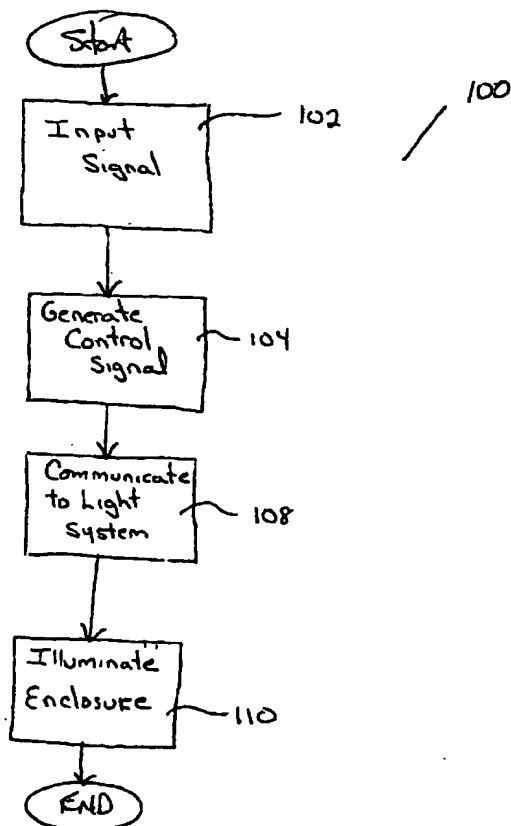 Start
100
102
Input
Signal
Generate
Control
Signal
104
Communicate
to Light
System
108
Illuminate
Enclosure
110
END